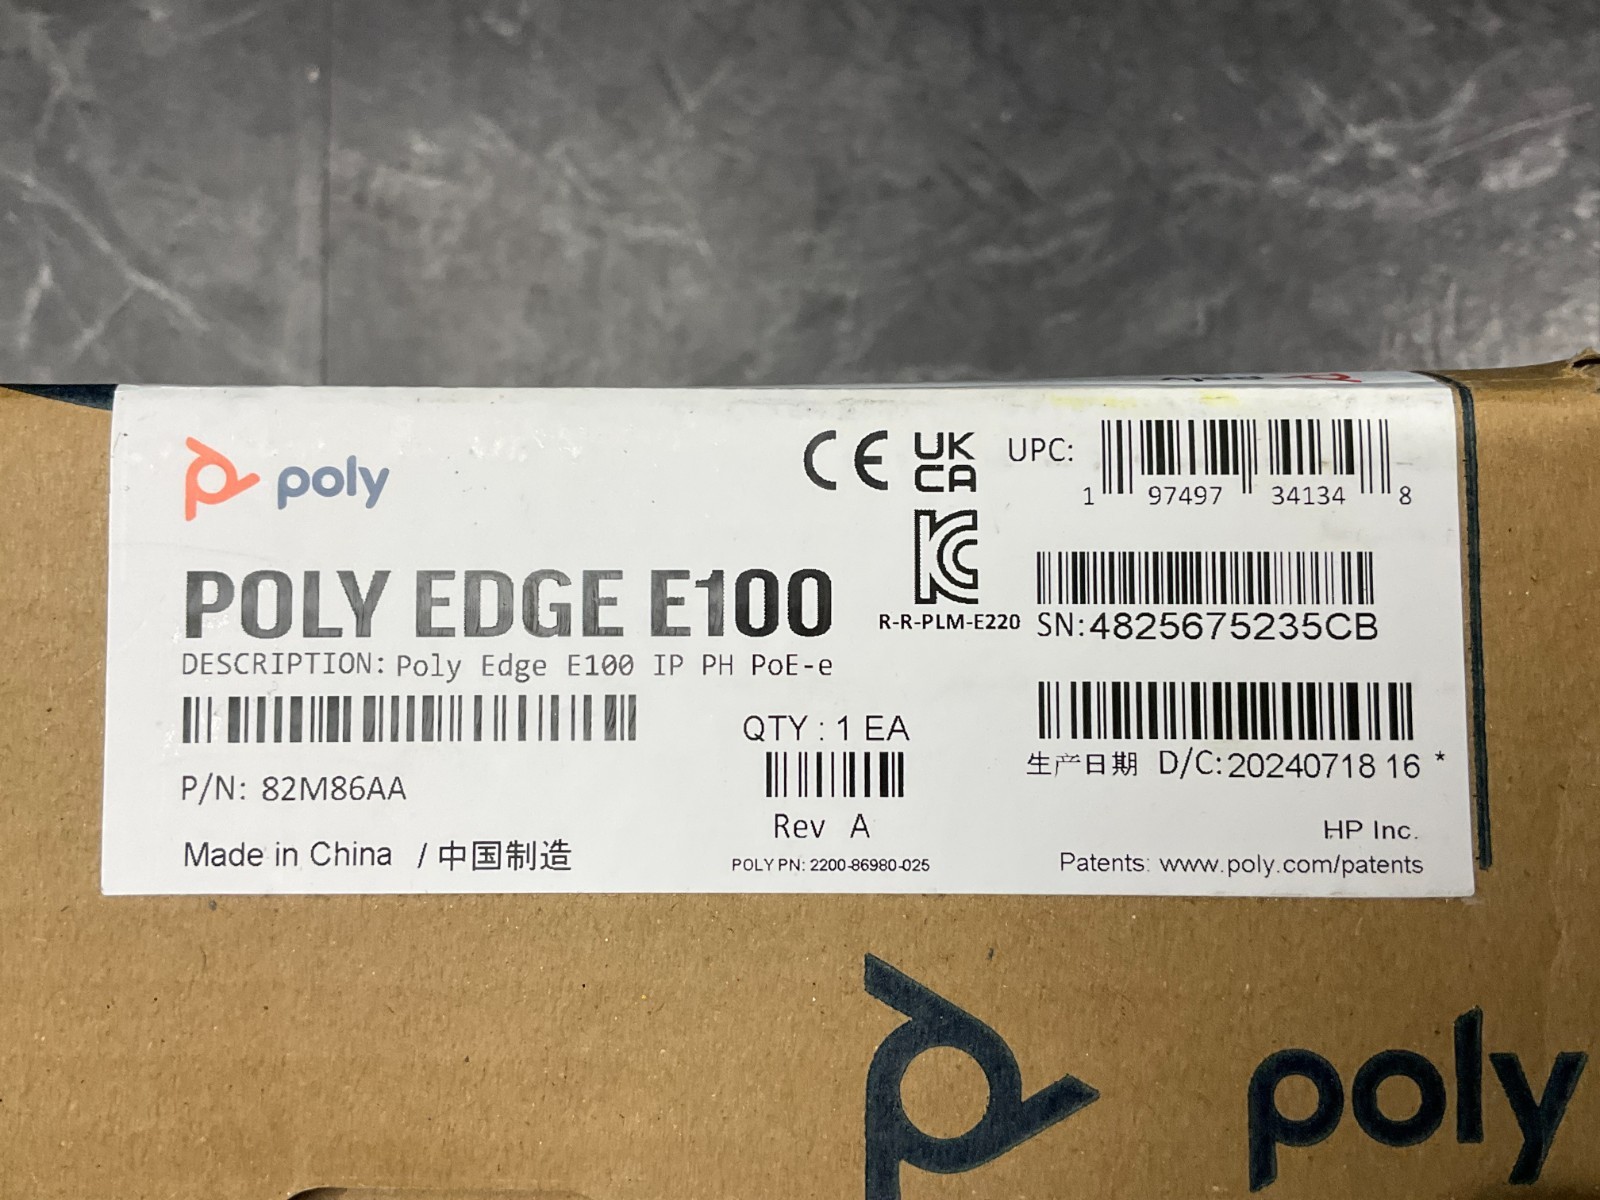 poly
CE UK CA
UPC:
1 97497 34134 8
POLY EDGE E100
R-R-PLM-E220
SN:4825675235CB
DESCRIPTION: Poly Edge E100 IP PH PoE-e
QTY : 1 EA
P/N: 82M86AA
生产日期 D/C:20240718 16 *
Rev A
Made in China / 中国制造
POLY PN: 2200-86980-025
HP Inc.
Patents: www.poly.com/patents
poly